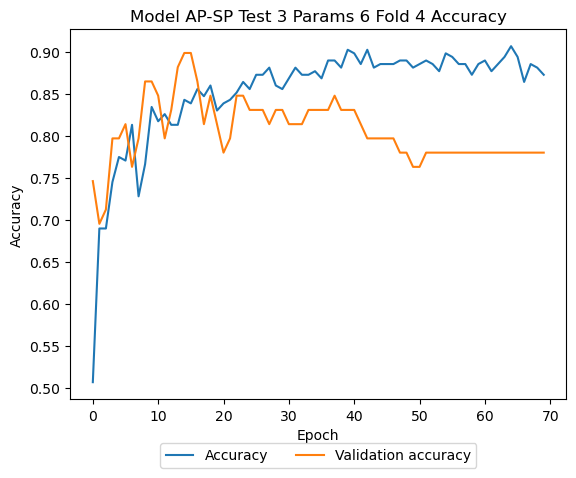 Model AP-SP Test 3 Params 6 Fold 4 Accuracy
Accuracy
0.90
0.85
0.80
0.75
0.70
0.65
0.60
0.55
0.50
0 10 20 30 40 50 60 70
Epoch
Accuracy Validation accuracy